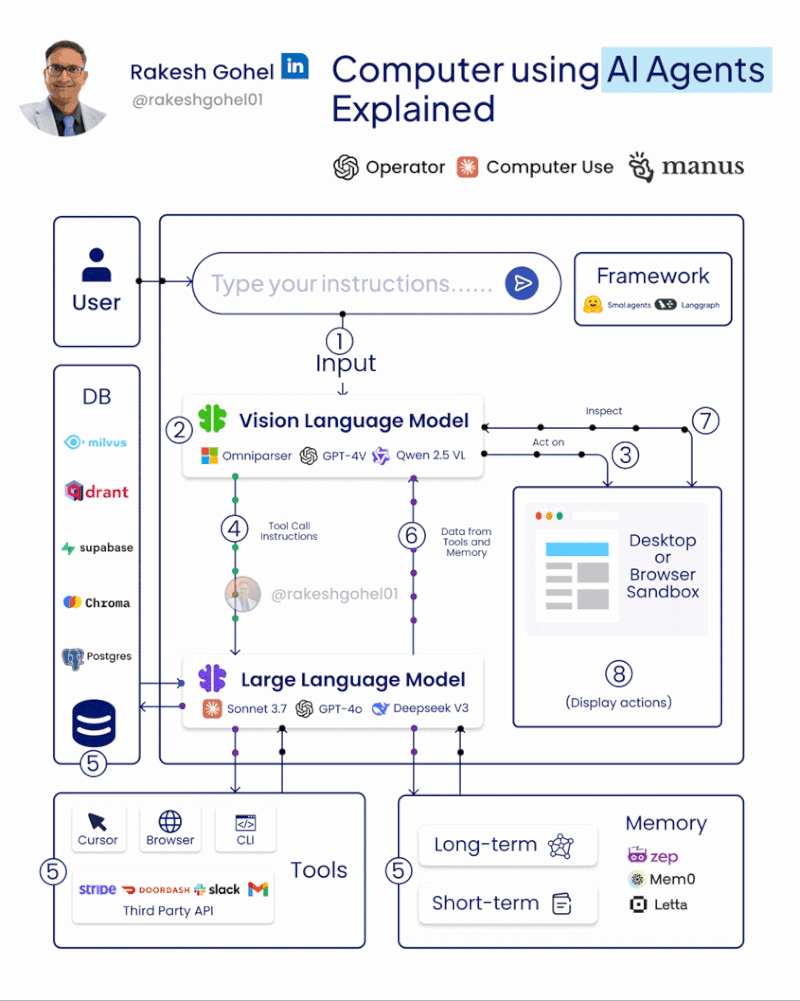 Rakesh Gohel in
@rakeshgohel01
Computer using AI Agents
Explained
Operator Computer Use manus
User
Type your instructions......
Framework
Smolagents Langgraph
1
Input
DB
milvus
drant
supabase
Chroma
Postgres
5
2
Vision Language Model
Omniparser GPT-4V Qwen 2.5 VL
Inspect
7
Act on
3
4
Tool Call
Instructions
6
Data from
Tools and
Memory
@rakeshgohel01
Desktop
or
Browser
Sandbox
8
(Display actions)
Large Language Model
Sonnet 3.7 GPT-4o Deepseek V3
5
Cursor Browser CLI
Tools
STRIDE DOORDASH slack
Third Party API
5
Long-term
Short-term
Memory
zep
Mem0
Letta